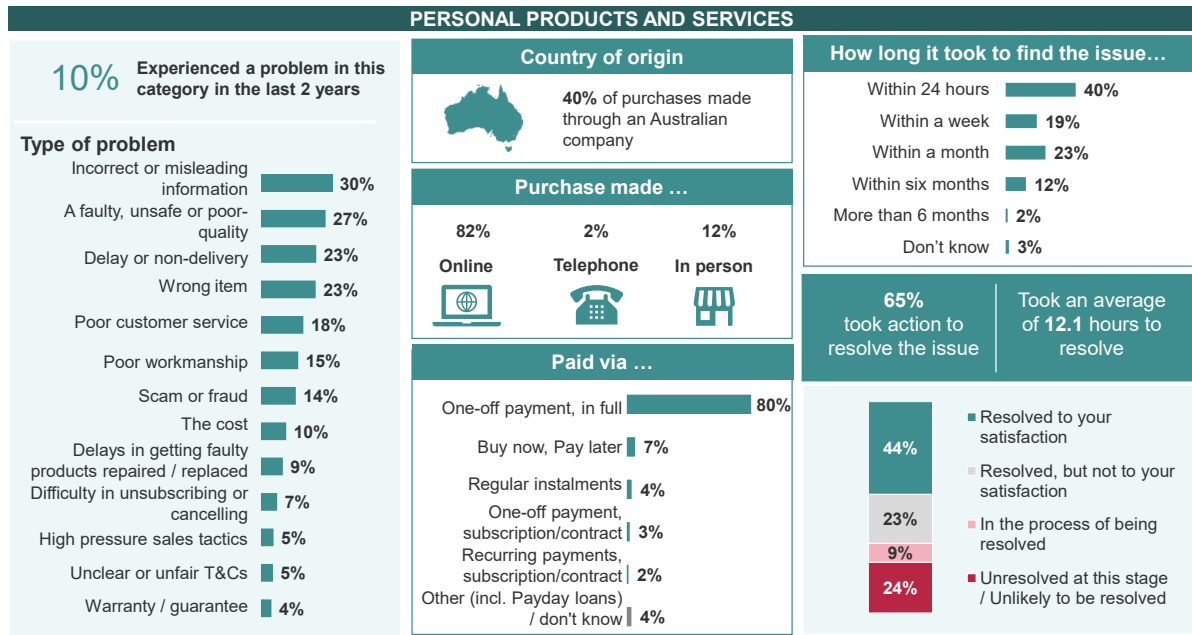 PERSONAL PRODUCTS AND SERVICES
10%
Experienced a problem in this
category in the last 2 years
Type of problem
Incorrect or misleading
information
30%
A faulty, unsafe or poor-
quality
27%
Delay or non-delivery
23%
Wrong item
23%
Poor customer service
18%
Poor workmanship
15%
Scam or fraud
14%
The cost
10%
Delays in getting faulty
products repaired / replaced
9%
Difficulty in unsubscribing or
cancelling
7%
High pressure sales tactics
5%
Unclear or unfair T&Cs
5%
Warranty / guarantee
4%
Country of origin
40% of purchases made
through an Australian
company
Purchase made …
82%
Online
2%
Telephone
12%
In person
Paid via …
One-off payment, in full
80%
Buy now, Pay later
7%
Regular instalments
4%
One-off payment,
subscription/contract
3%
Recurring payments,
subscription/contract
2%
Other (incl. Payday loans)
/ don't know
4%
How long it took to find the issue…
Within 24 hours
40%
Within a week
19%
Within a month
23%
Within six months
12%
More than 6 months
2%
Don’t know
3%
65%
took action to
resolve the issue
Took an average
of 12.1 hours to
resolve
44%
23%
9%
24%
Resolved to your
satisfaction
Resolved, but not to your
satisfaction
In the process of being
resolved
Unresolved at this stage
/ Unlikely to be resolved